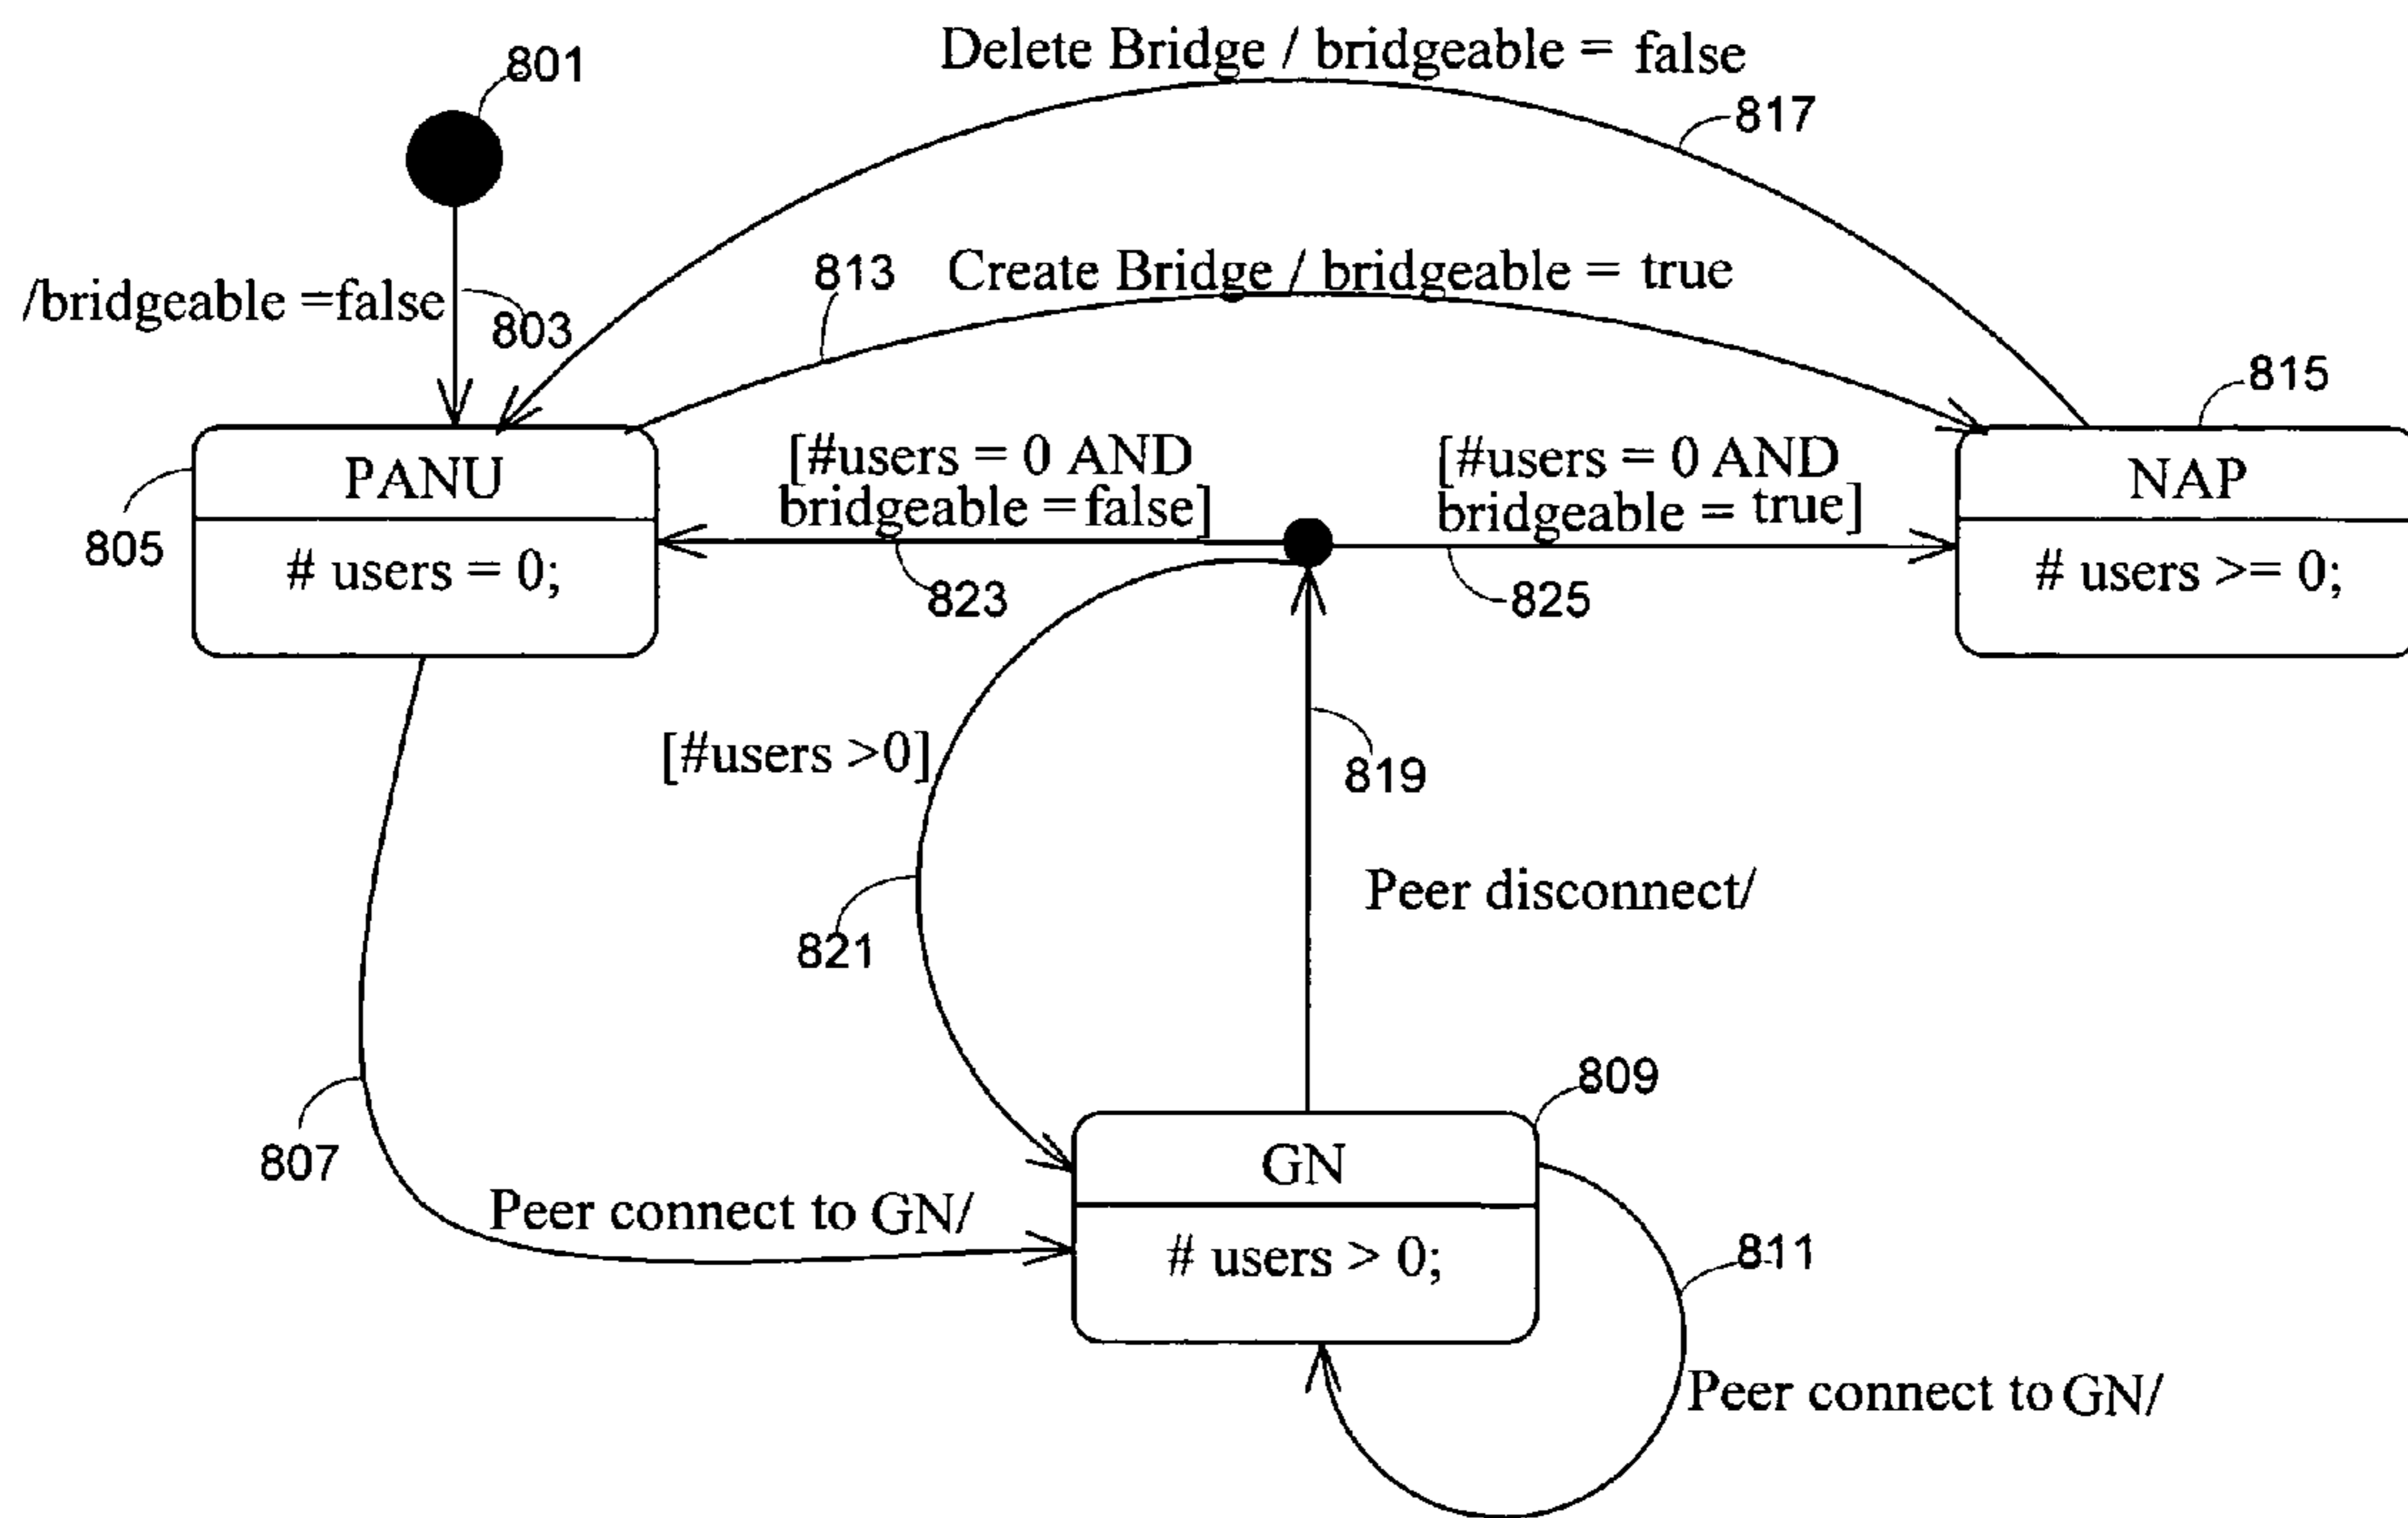 Delete Bridge / bridgeable = false
801
817
813
Create Bridge / bridgeable = true
/bridgeable =false
803
815
PANU
# users = 0;
805
[#users = 0 AND
bridgeable =false]
823
[#users = 0 AND
bridgeable = true]
825
NAP
# users >= 0;
[#users >0]
819
821
Peer disconnect/
807
Peer connect to GN/
809
GN
# users > 0;
811
Peer connect to GN/